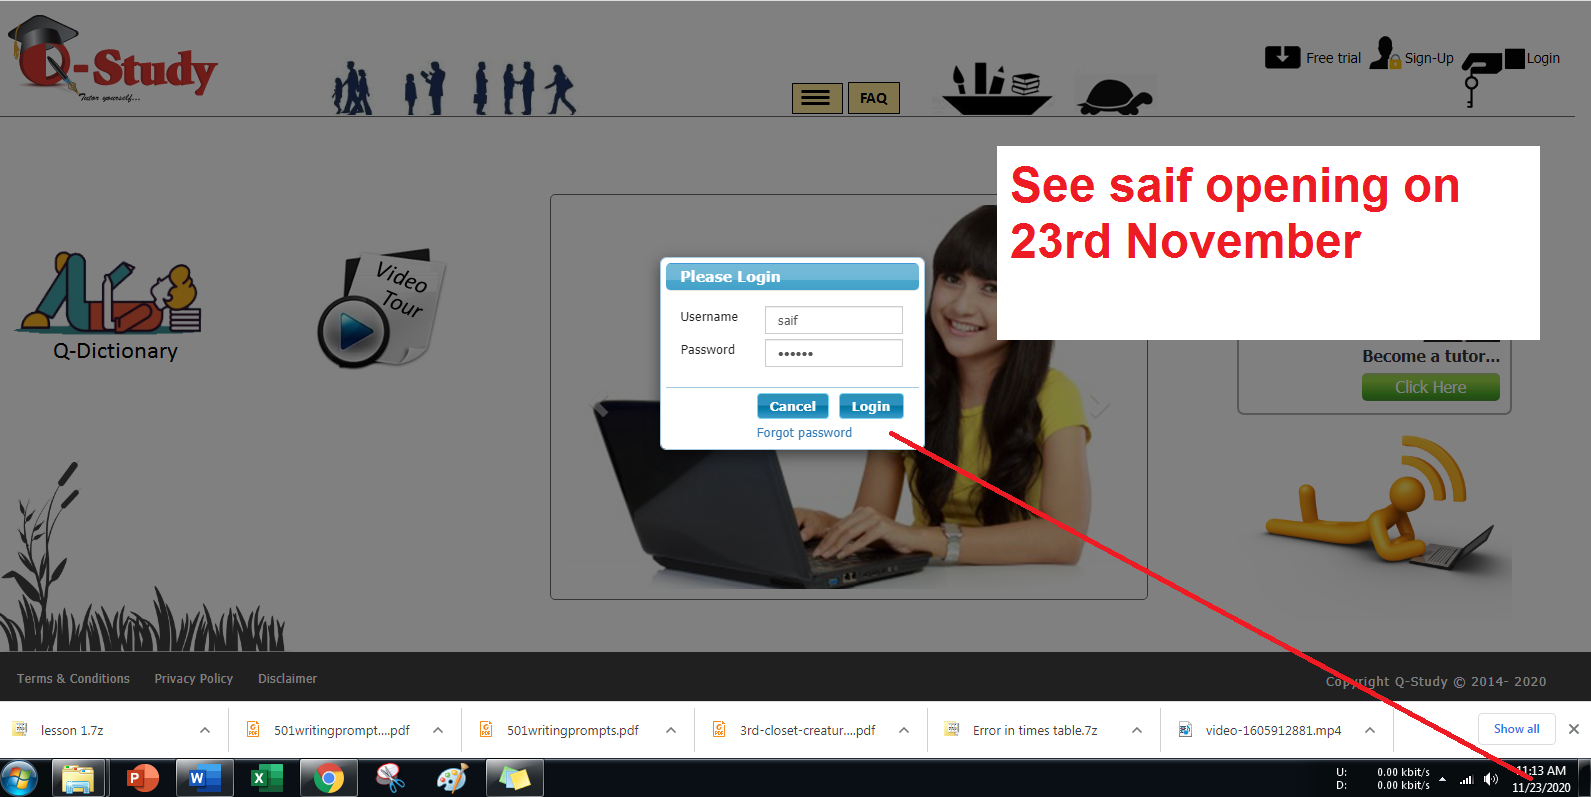 Q-Study
Tutor yourself...
FAQ
Free trial
Sign-Up
Login
See saif opening on
23rd November
Video
Tour
Q-Dictionary
Please Login
Username
saif
Password
••••••
Cancel
Login
Forgot password
Become a tutor...
Click Here
Terms & Conditions
Privacy Policy
Disclaimer
Copyright Q-Study © 2014- 2020
lesson 1.7z
501writingprompt....pdf
501writingprompts.pdf
3rd-closet-creatur....pdf
Error in times table.7z
video-1605912881.mp4
Show all
U: 0.00 kbit/s
D: 0.00 kbit/s
11:13 AM
11/23/2020